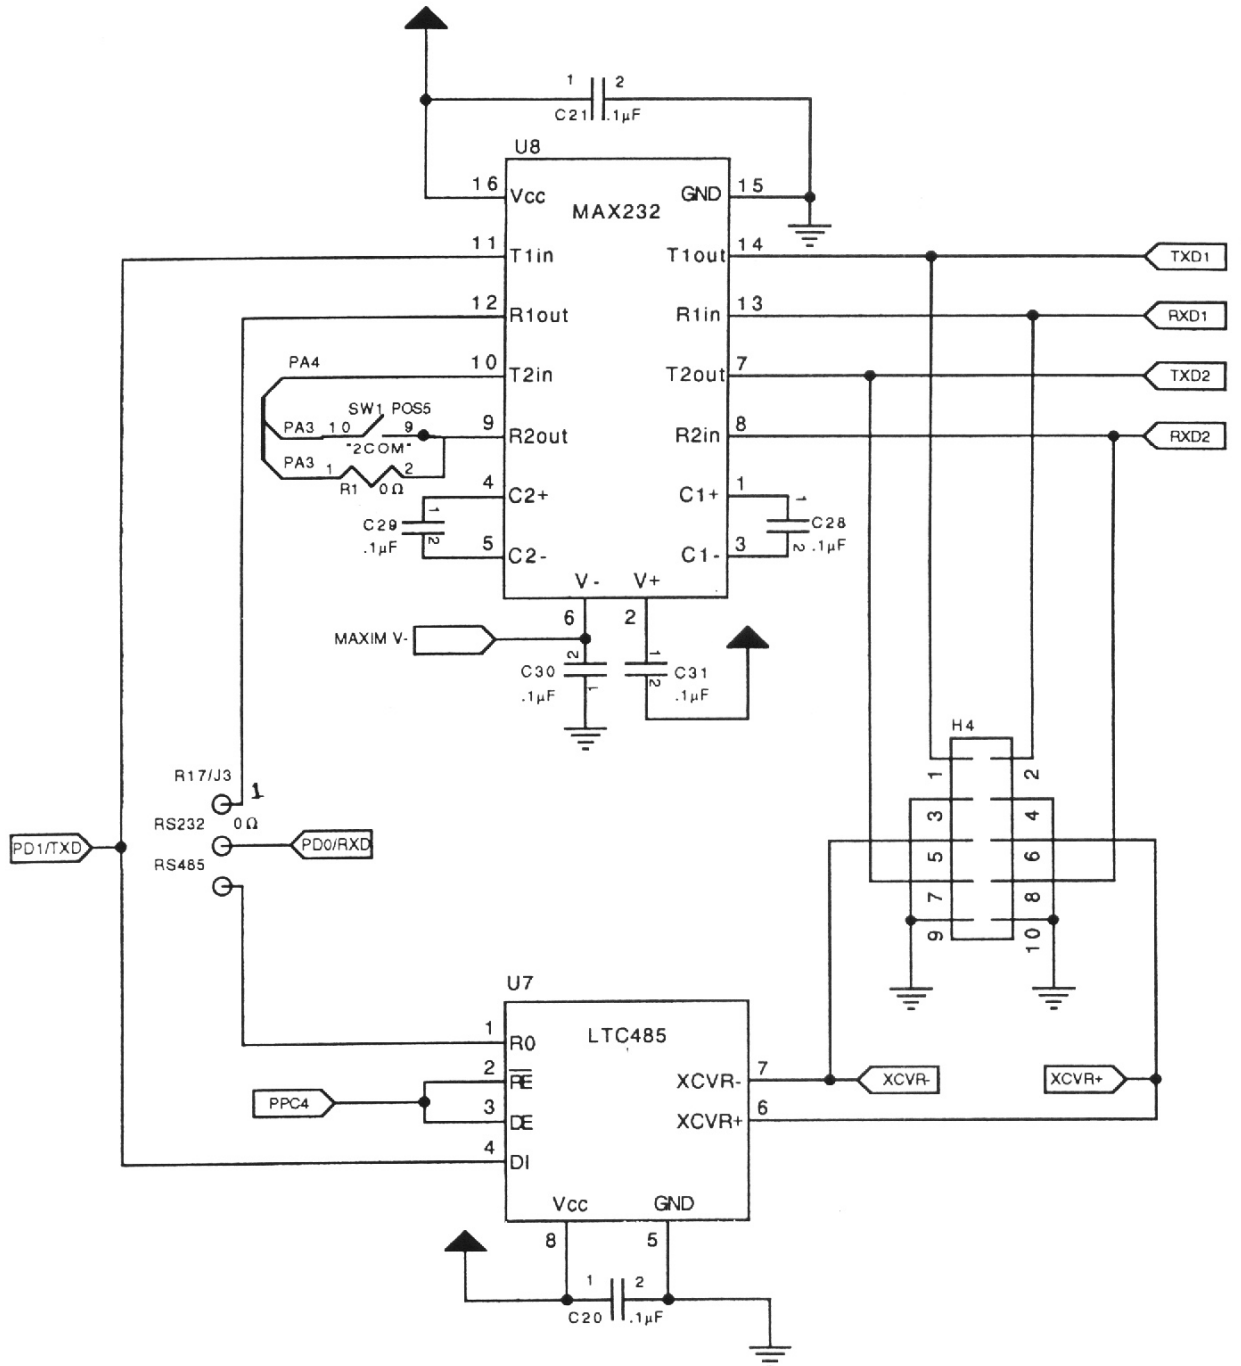 1 2
C21 .1µF
U8
16 Vcc GND 15
MAX232
11 T1in T1out 14 TXD1
12 R1out R1in 13 RXD1
PA4 10 T2in T2out 7 TXD2
SW1 POS5
PA3 10 9 9 R2out R2in 8 RXD2
"2COM"
PA3 1 2
R1 0Ω
4 C2+ C1+ 1
C29 1 1 C28
.1µF 2 2 .1µF
5 C2- C1- 3
V- V+
6 2
MAXIM V-
C30 2 1 C31
.1µF 1 2 .1µF
H4
R17/J3 1
1 2
RS232 0Ω
3 4
PD1/TXD PD0/RXD
RS485
5 6
7 8
9 10
U7
LTC485
1 R0
2 RE XCVR- 7 XCVR- XCVR+
PPC4
3 DE XCVR+ 6
4 DI
Vcc GND
8 5
1 2
C20 .1µF